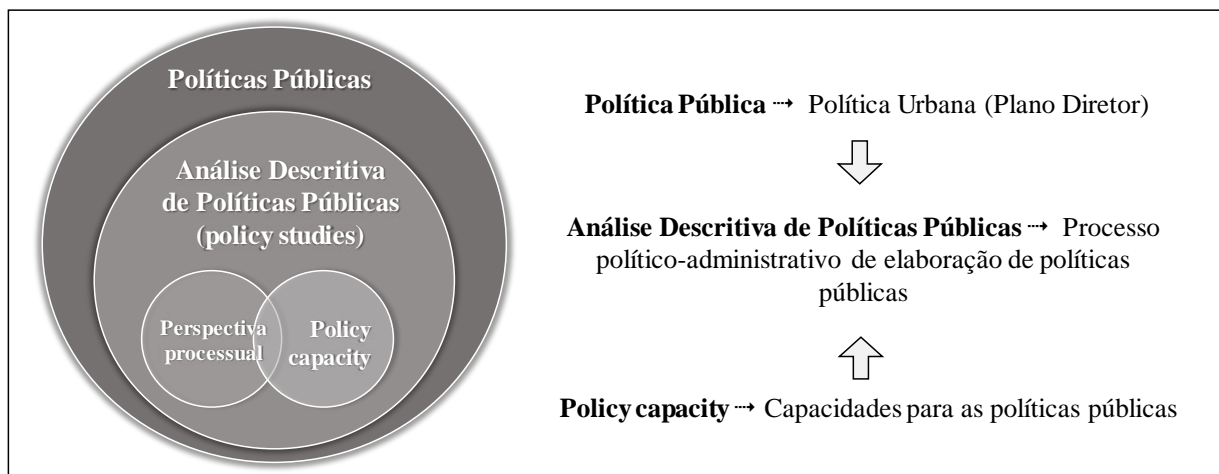 Políticas Públicas
Análise Descritiva
de Políticas Públicas
(policy studies)
Perspectiva
processual
Policy
capacity
Política Pública ⇢ Política Urbana (Plano Diretor)
Análise Descritiva de Políticas Públicas ⇢ Processo
político-administrativo de elaboração de políticas
públicas
Policy capacity ⇢ Capacidades para as políticas públicas